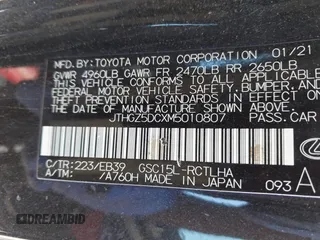 MFD. BY: TOYOTA MOTOR CORPORATION 01/21
GVWR 4960LB GAWR FR 2470LB RR 2650LB
THIS VEHICLE CONFORMS TO ALL APPLICABLE
FEDERAL MOTOR VEHICLE SAFETY, BUMPER, AND THEFT
PREVENTION STANDARDS IN EFFECT ON THE DATE OF
MANUFACTURE SHOWN ABOVE.
JTHGZ5DCXM5010807 PASS. CAR
C/TR:223/EB39 GSC15L-RCTLHA
A/TM: /A760H MADE IN JAPAN 093A
© DREAMBID